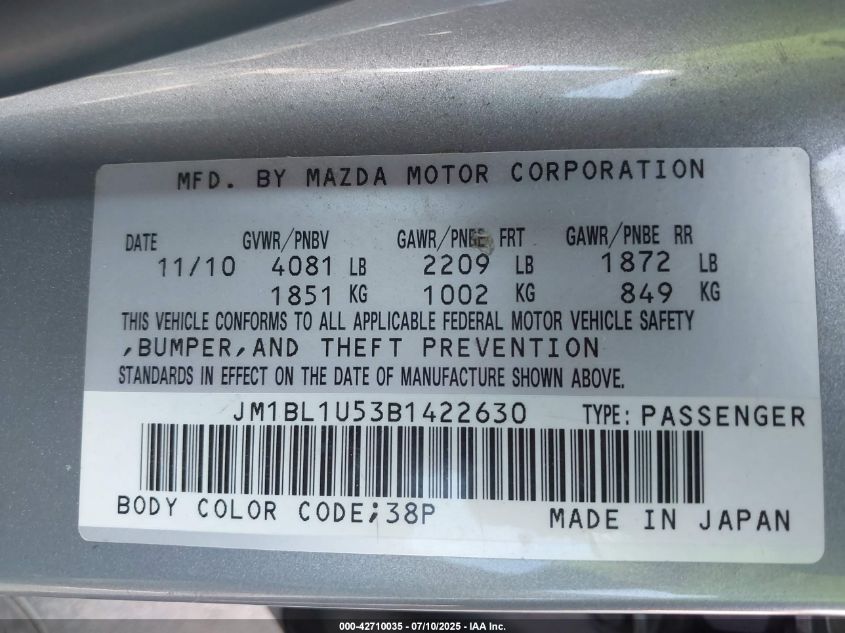 MFD. BY MAZDA MOTOR CORPORATION
DATE GVWR/PNBV GAWR/PNBE FRT GAWR/PNBE RR
11/10 4081 LB 2209 LB 1872 LB
1851 KG 1002 KG 849 KG
THIS VEHICLE CONFORMS TO ALL APPLICABLE FEDERAL MOTOR VEHICLE SAFETY
,BUMPER,AND THEFT PREVENTION
STANDARDS IN EFFECT ON THE DATE OF MANUFACTURE SHOWN ABOVE.
JM1BL1U53B1422630 TYPE: PASSENGER
BODY COLOR CODE;38P MADE IN JAPAN
000-42710035 - 07/10/2025 - IAA Inc.